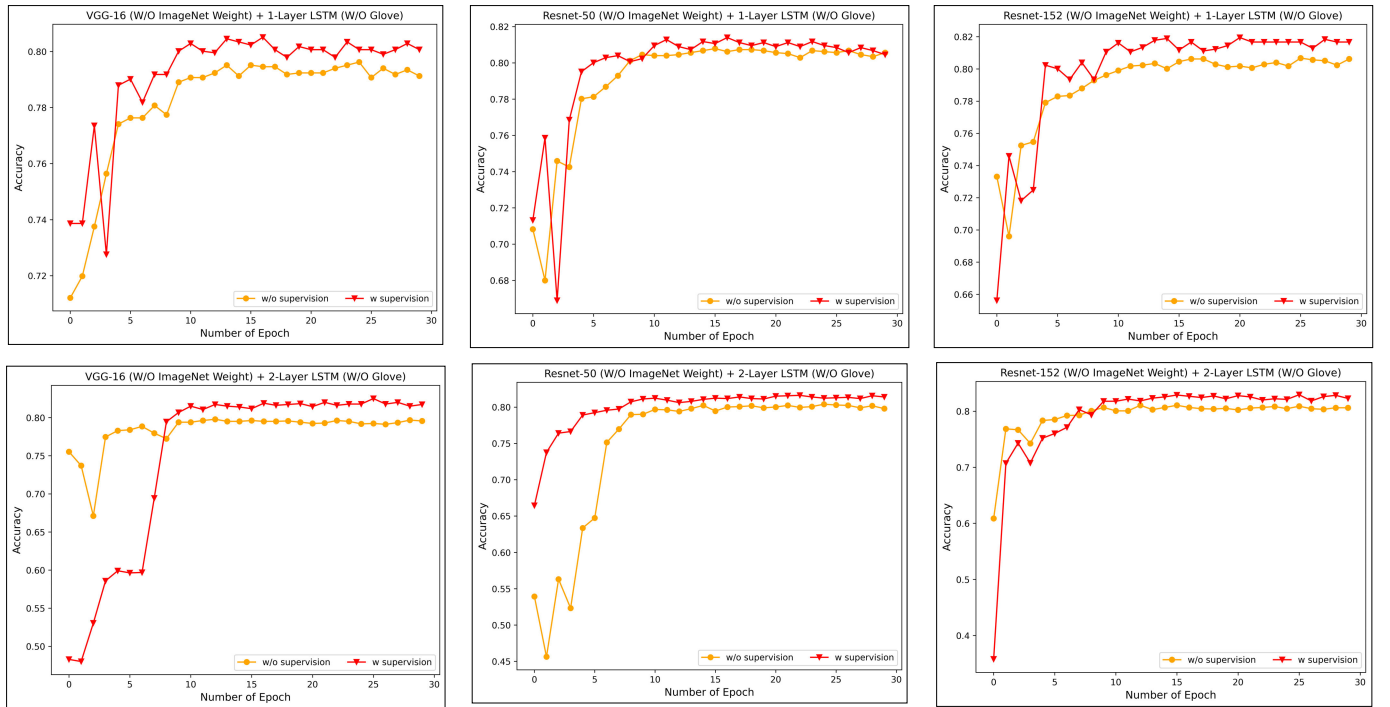 VGG-16 (W/O ImageNet Weight) + 1-Layer LSTM (W/O Glove)
0.80
0.78
0.76
0.74
0.72
Accuracy
w/o supervision
w supervision
0
5
10
15
20
25
30
Number of Epoch
Resnet-50 (W/O ImageNet Weight) + 1-Layer LSTM (W/O Glove)
0.82
0.80
0.78
0.76
0.74
0.72
0.70
0.68
Accuracy
w/o supervision
w supervision
0
5
10
15
20
25
30
Number of Epoch
Resnet-152 (W/O ImageNet Weight) + 1-Layer LSTM (W/O Glove)
0.82
0.80
0.78
0.76
0.74
0.72
0.70
0.68
0.66
Accuracy
w/o supervision
w supervision
0
5
10
15
20
25
30
Number of Epoch
VGG-16 (W/O ImageNet Weight) + 2-Layer LSTM (W/O Glove)
0.80
0.75
0.70
0.65
0.60
0.55
0.50
Accuracy
w/o supervision
w supervision
0
5
10
15
20
25
30
Number of Epoch
Resnet-50 (W/O ImageNet Weight) + 2-Layer LSTM (W/O Glove)
0.80
0.75
0.70
0.65
0.60
0.55
0.50
0.45
Accuracy
w/o supervision
w supervision
0
5
10
15
20
25
30
Number of Epoch
Resnet-152 (W/O ImageNet Weight) + 2-Layer LSTM (W/O Glove)
0.8
0.7
0.6
0.5
0.4
Accuracy
w/o supervision
w supervision
0
5
10
15
20
25
30
Number of Epoch